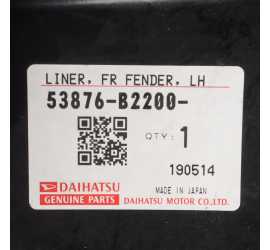 LINER, FR FENDER, LH
53876-B2200-
QTY: 1
190514
MADE IN JAPAN
DAIHATSU
GENUINE PARTS DAIHATSU MOTOR CO.,LTD.